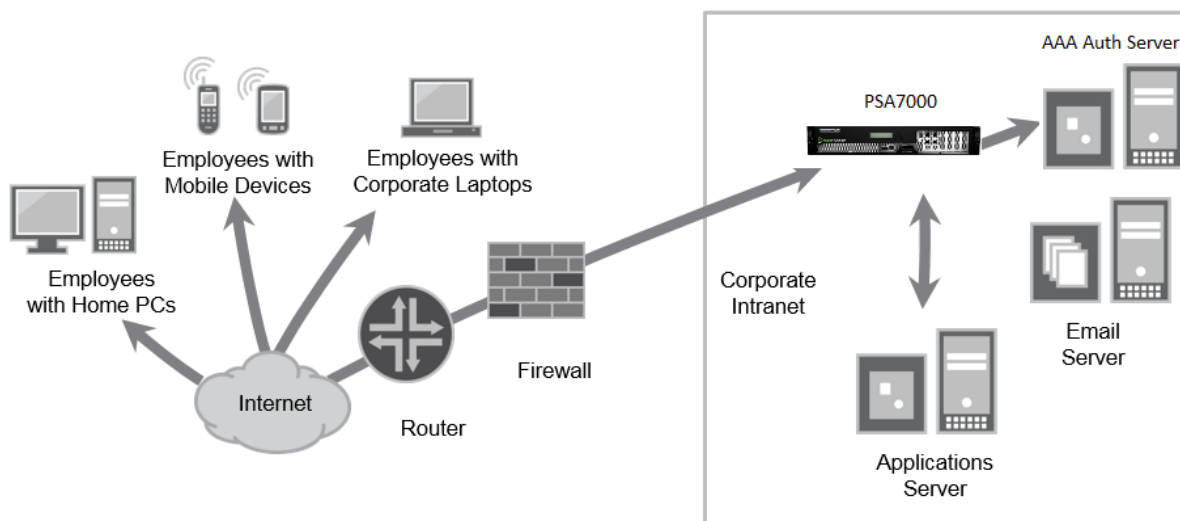 AAA Auth Server
PSA7000
Employees with
Mobile Devices
Employees with
Corporate Laptops
Employees
with Home PCs
Corporate
Intranet
Email
Server
Firewall
Internet
Router
Applications
Server